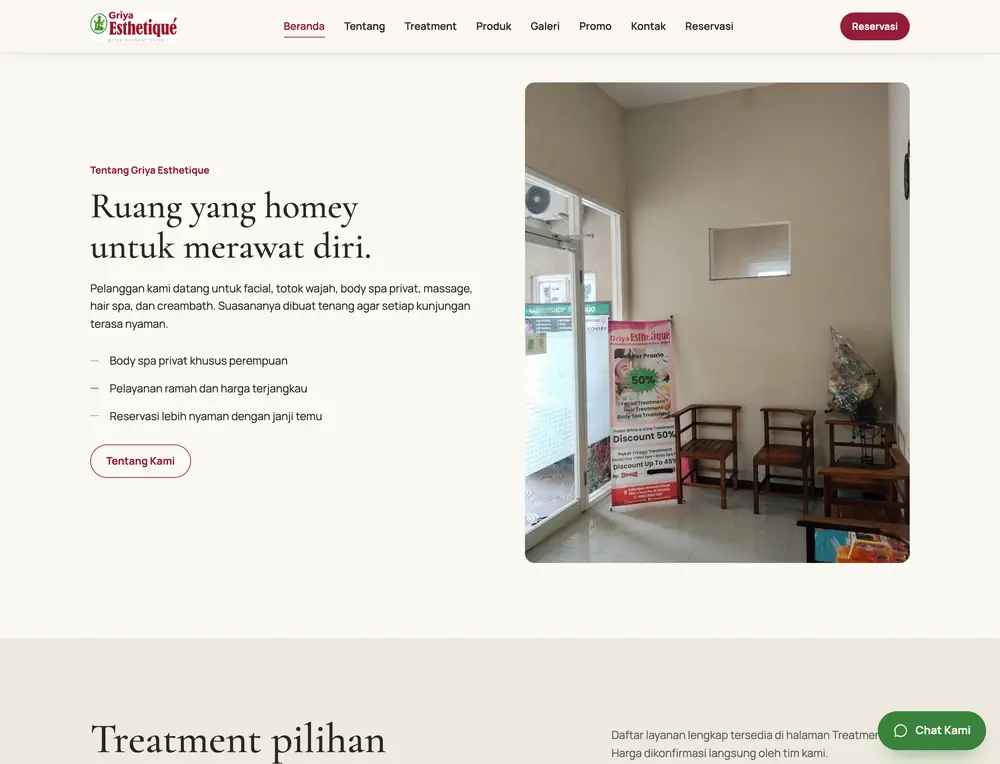 Griya
Esthetiqué
Beranda
Tentang
Treatment
Produk
Galeri
Promo
Kontak
Reservasi
Reservasi
Tentang Griya Esthetique
Ruang yang homey
untuk merawat diri.
Pelanggan kami datang untuk facial, totok wajah, body spa privat, massage,
hair spa, dan creambath. Suasananya dibuat tenang agar setiap kunjungan
terasa nyaman.
— Body spa privat khusus perempuan
— Pelayanan ramah dan harga terjangkau
— Reservasi lebih nyaman dengan janji temu
Tentang Kami
Griya Esthetiqué
50%
Facial Treatment
Hair Treatment
Body Spa Treatment
Discount 50%
Paket Trilogy Treatment
Discount Up To 45%
Treatment pilihan
Daftar layanan lengkap tersedia di halaman
Harga dikonfirmasi langsung oleh tim kami.
Chat Kami